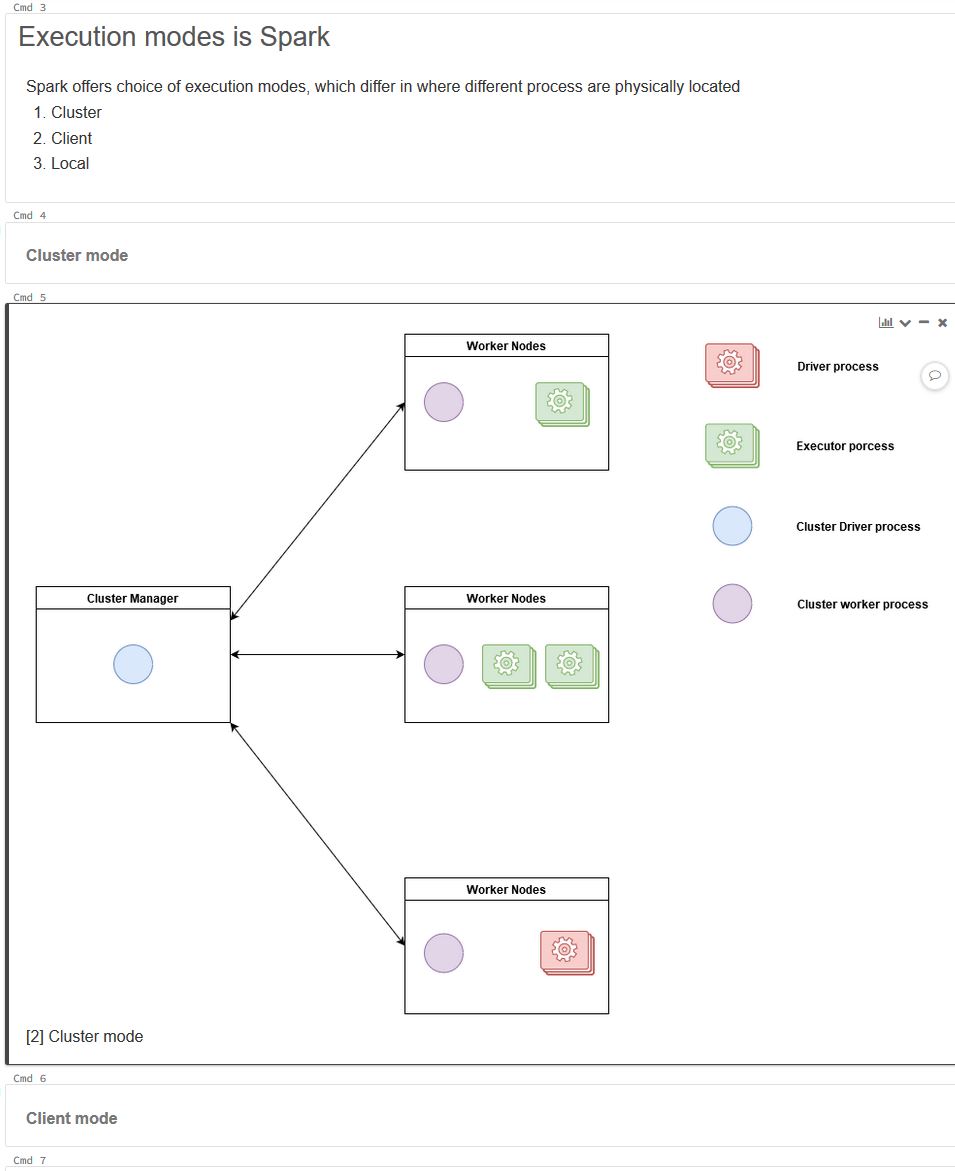 Cmd 3
Execution modes is Spark
Spark offers choice of execution modes, which differ in where different process are physically located
1. Cluster
2. Client
3. Local
Cmd 4
Cluster mode
Cmd 5
Worker Nodes
Driver process
Executor porcess
Cluster Driver process
Cluster Manager
Worker Nodes
Cluster worker process
Worker Nodes
[2] Cluster mode
Cmd 6
Client mode
Cmd 7